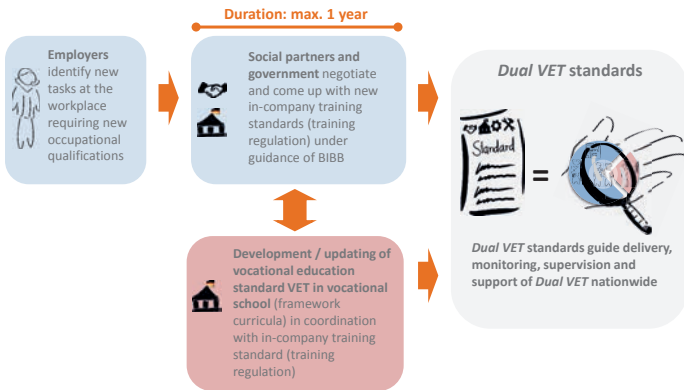 Duration: max. 1 year
Employers
identify new
tasks at the
workplace
requiring new
occupational
qualifications
Social partners and
government negotiate
and come up with new
in-company training
standards (training
regulation) under
guidance of BIBB
Development / updating of
vocational education
standard VET in vocational
school (framework
curricula) in coordination
with in-company training
standard (training
regulation)
Dual VET standards
Standard
=
Dual VET standards guide delivery,
monitoring, supervision and
support of Dual VET nationwide